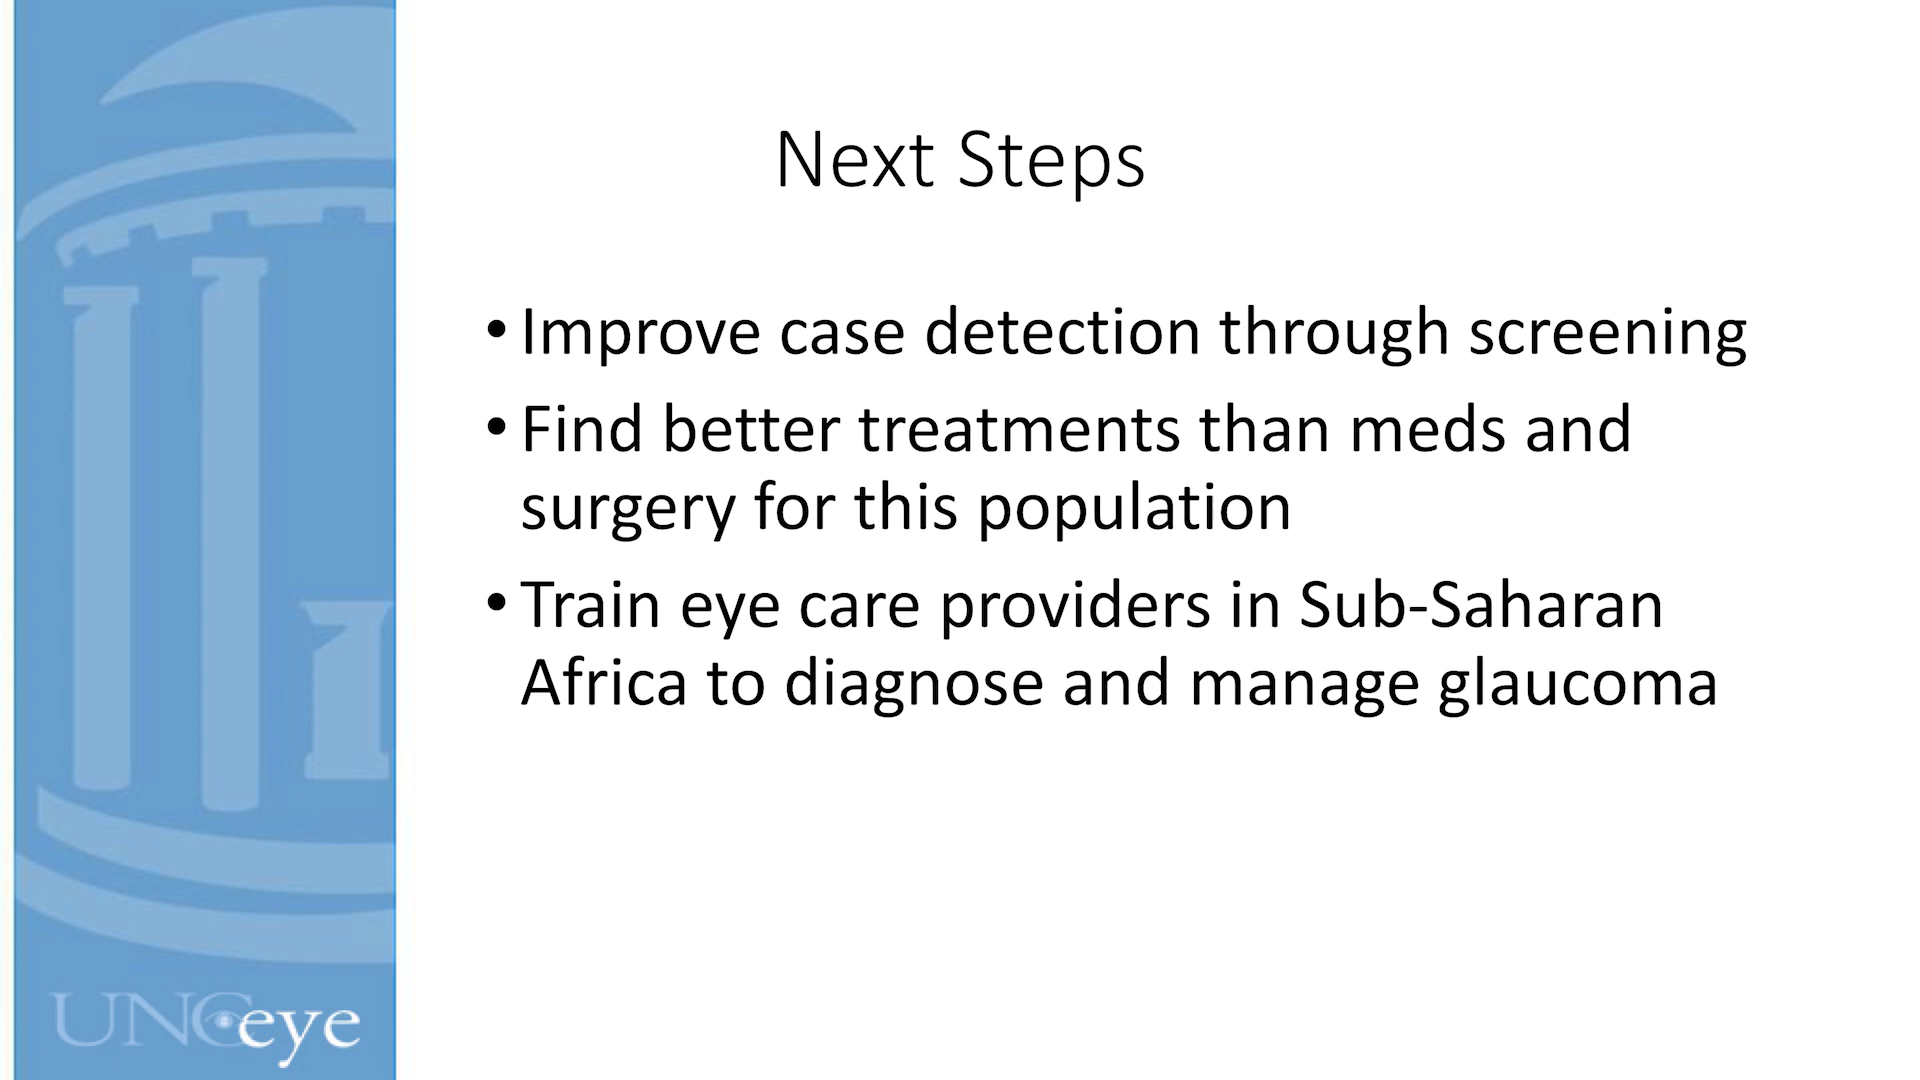 Next Steps
• Improve case detection through screening
• Find better treatments than meds and
surgery for this population
• Train eye care providers in Sub-Saharan
Africa to diagnose and manage glaucoma
UNCeye